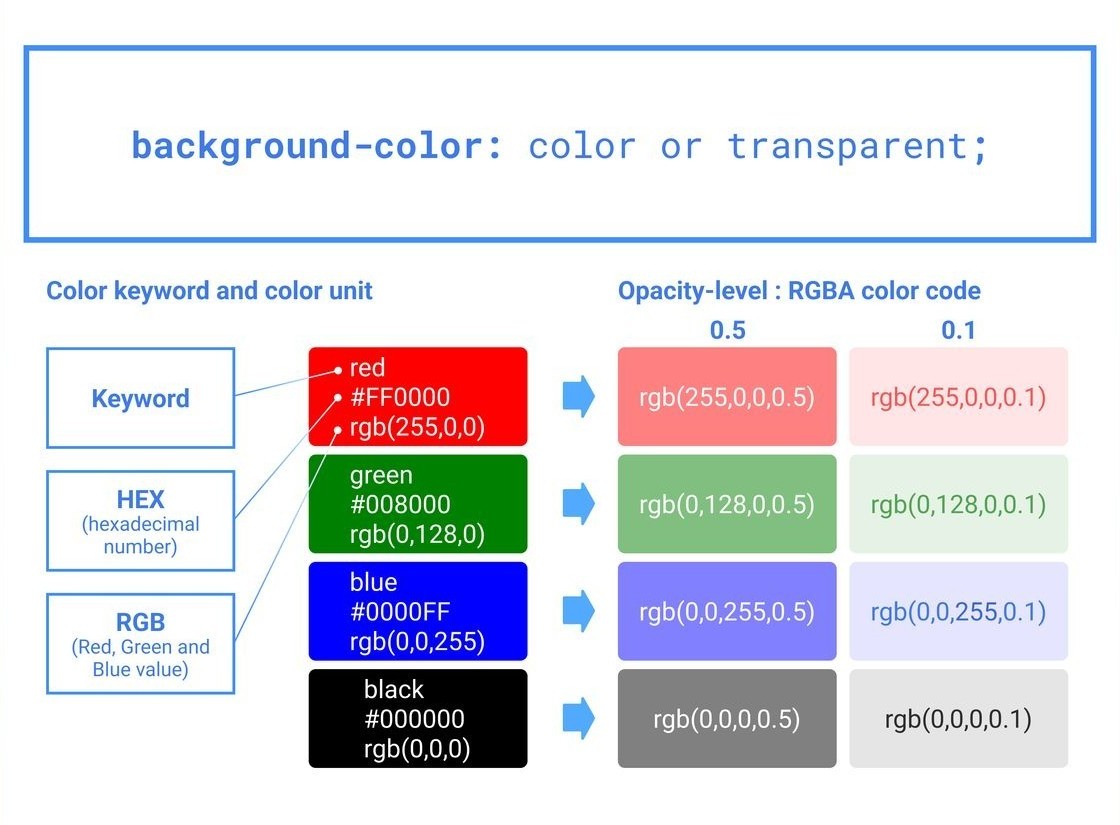 background-color: color or transparent;
Color keyword and color unit
Opacity-level : RGBA color code
0.5
0.1
Keyword
HEX
(hexadecimal
number)
RGB
(Red, Green and
Blue value)
red
#FF0000
rgb(255,0,0)
rgb(255,0,0,0.5)
rgb(255,0,0,0.1)
green
#008000
rgb(0,128,0)
rgb(0,128,0,0.5)
rgb(0,128,0,0.1)
blue
#0000FF
rgb(0,0,255)
rgb(0,0,255,0.5)
rgb(0,0,255,0.1)
black
#000000
rgb(0,0,0)
rgb(0,0,0,0.5)
rgb(0,0,0,0.1)